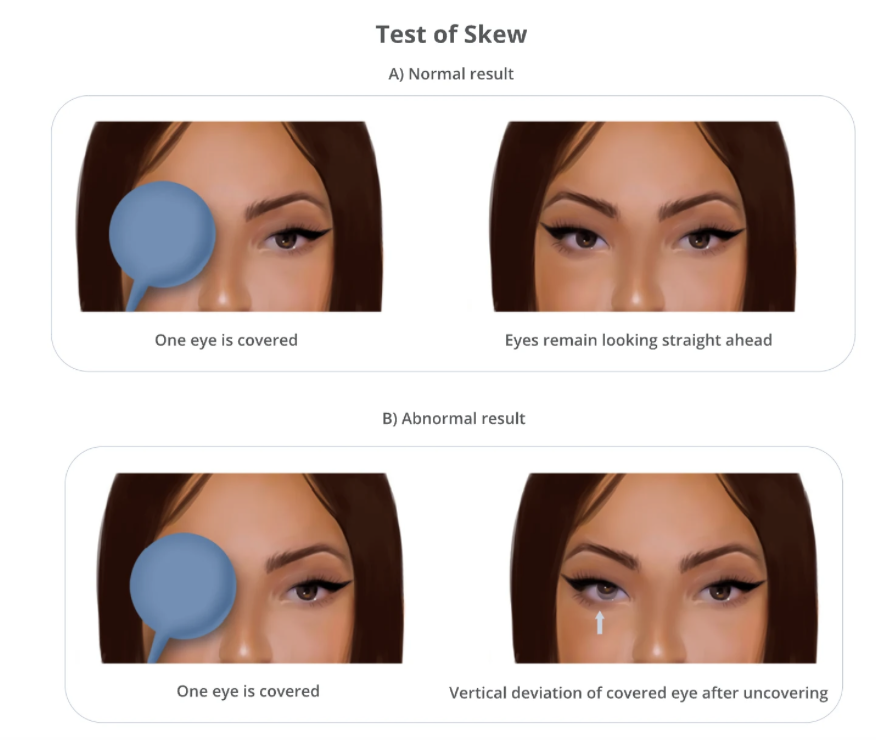 Test of Skew
A) Normal result
One eye is covered
Eyes remain looking straight ahead
B) Abnormal result
One eye is covered
Vertical deviation of covered eye after uncovering